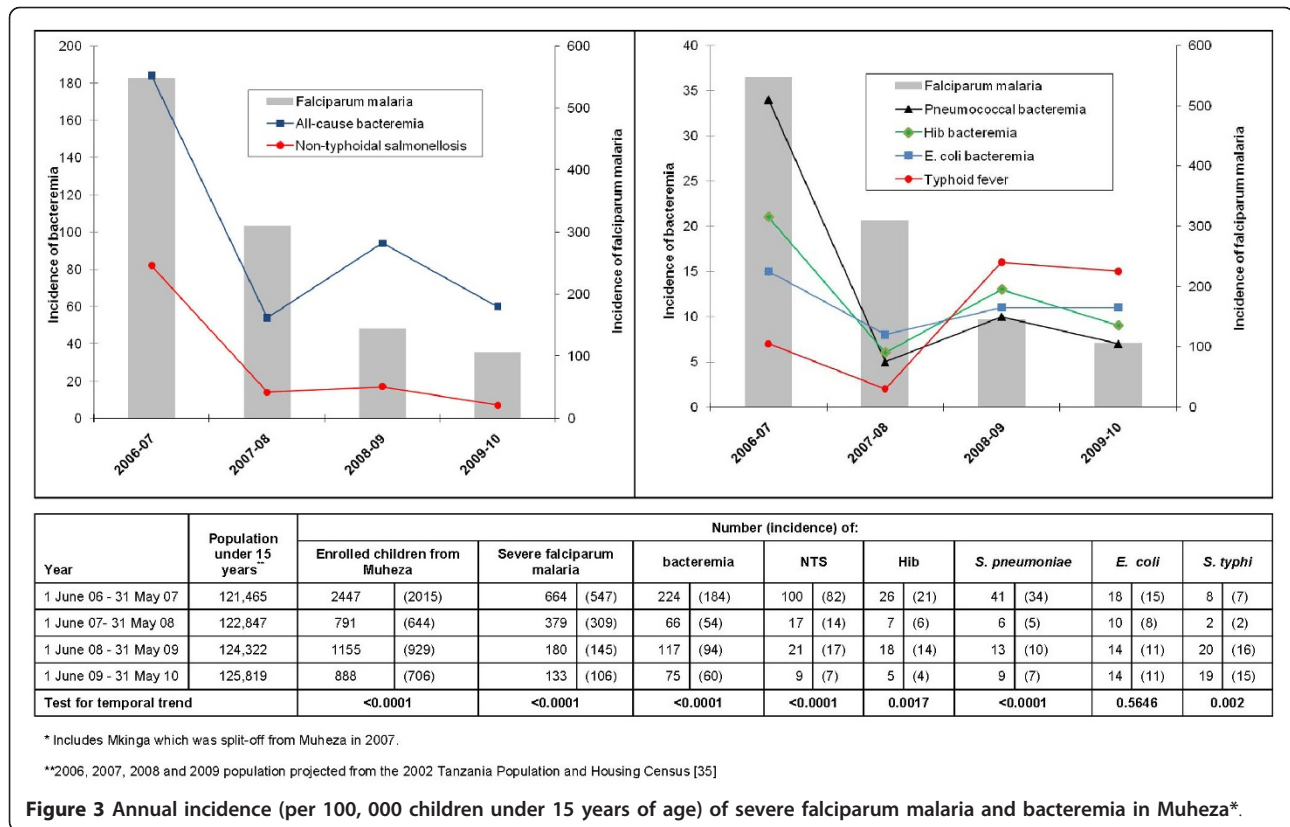 200
180
160
140
120
100
80
60
40
20
0
Incidence of bacteremia
600
500
400
300
200
100
0
Incidence of falciparum malaria
Falciparum malaria
All-cause bacteremia
Non-typhoidal salmonellosis
2006-07
2007-08
2008-09
2009-10
40
35
30
25
20
15
10
5
0
Incidence of bacteremia
600
500
400
300
200
100
0
Incidence of falciparum malaria
Falciparum malaria
Pneumococcal bacteremia
Hib bacteremia
E. coli bacteremia
Typhoid fever
2006-07
2007-08
2008-09
2009-10
Number (incidence) of:
Year
Population
under 15
years**
Enrolled children from
Muheza
Severe falciparum
malaria
bacteremia
NTS
Hib
S. pneumoniae
E. coli
S. typhi
1 June 06 - 31 May 07 121,465 2447 (2015) 664 (547) 224 (184) 100 (82) 26 (21) 41 (34) 18 (15) 8 (7)
1 June 07- 31 May 08 122,847 791 (644) 379 (309) 66 (54) 17 (14) 7 (6) 6 (5) 10 (8) 2 (2)
1 June 08 - 31 May 09 124,322 1155 (929) 180 (145) 117 (94) 21 (17) 18 (14) 13 (10) 14 (11) 20 (16)
1 June 09 - 31 May 10 125,819 888 (706) 133 (106) 75 (60) 9 (7) 5 (4) 9 (7) 14 (11) 19 (15)
Test for temporal trend <0.0001 <0.0001 <0.0001 <0.0001 0.0017 <0.0001 0.5646 0.002
* Includes Mkinga which was split-off from Muheza in 2007.
**2006, 2007, 2008 and 2009 population projected from the 2002 Tanzania Population and Housing Census [35]
Figure 3 Annual incidence (per 100, 000 children under 15 years of age) of severe falciparum malaria and bacteremia in Muheza*.